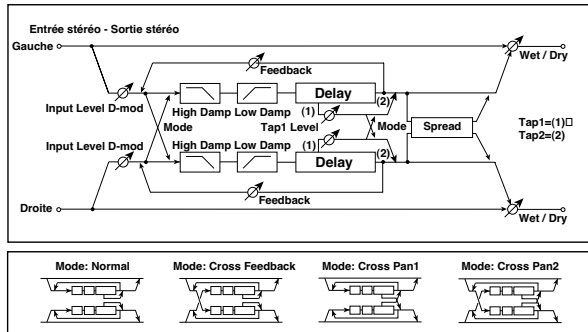 Entrée stéréo - Sortie stéréo
Gauche
Wet / Dry
Feedback
Input Level D-mod
High Damp Low Damp
Delay
(1)
(2)
Mode
Tap1 Level
Mode
Spread
Tap1=(1)□
Tap2=(2)
Input Level D-mod
High Damp Low Damp
(1)
Delay
(2)
Feedback
Droite
Wet / Dry
Mode: Normal
Mode: Cross Feedback
Mode: Cross Pan1
Mode: Cross Pan2